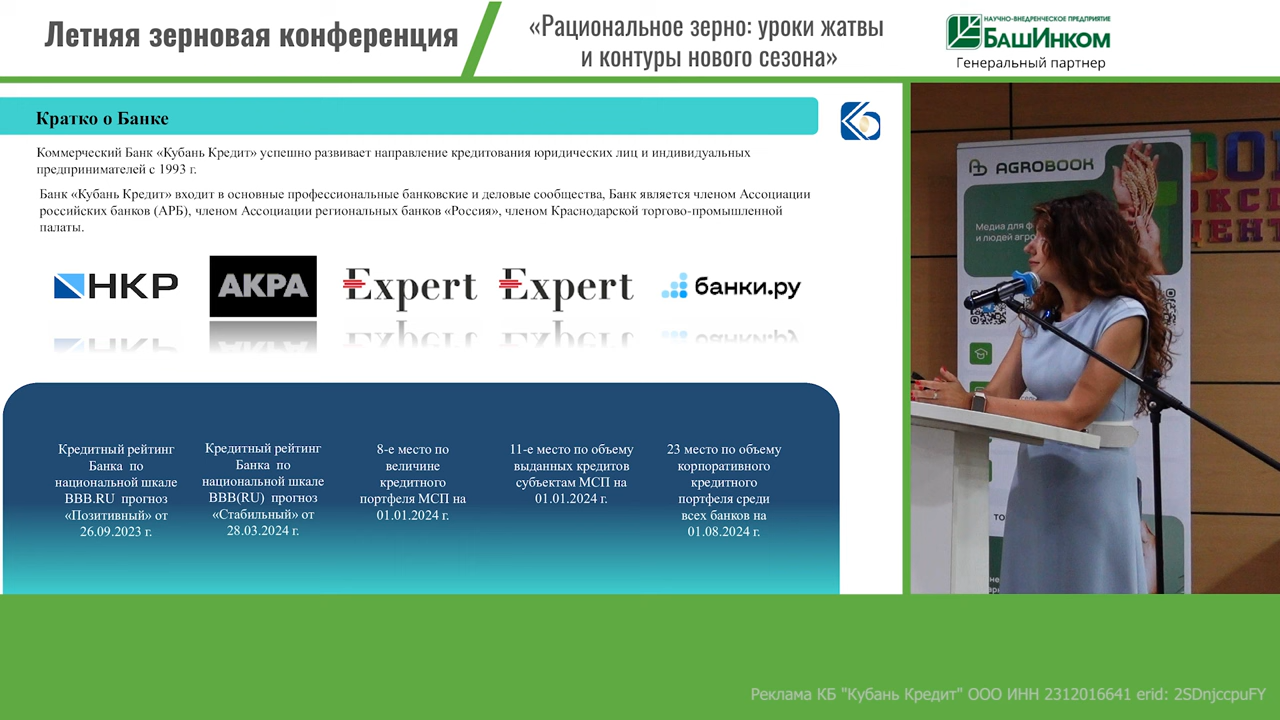 Летняя зерновая конференция
«Рациональное зерно: уроки жатвы
и контуры нового сезона»
НАУЧНО-ВНЕДРЕНЧЕСКОЕ ПРЕДПРИЯТИЕ
БашИнком
Генеральный партнер
Кратко о Банке
Коммерческий Банк «Кубань Кредит» успешно развивает направление кредитования юридических лиц и индивидуальных
предпринимателей с 1993 г.
Банк «Кубань Кредит» входит в основные профессиональные банковские и деловые сообщества, Банк является членом Ассоциации
российских банков (АРБ), членом Ассоциации региональных банков «Россия», членом Краснодарской торгово-промышленной
палаты.
НКР
АКРА
Expert
Expert
банки.ру
Кредитный рейтинг
Банка по
национальной шкале
BBB.RU прогноз
«Позитивный» от
26.09.2023 г.
Кредитный рейтинг
Банка по
национальной шкале
BBB(RU) прогноз
«Стабильный» от
28.03.2024 г.
8-е место по
величине
кредитного
портфеля МСП на
01.01.2024 г.
11-е место по объему
выданных кредитов
субъектам МСП на
01.01.2024 г.
23 место по объему
корпоративного
кредитного
портфеля среди
всех банков на
01.08.2024 г.
AGROBOOK
Медиа для
и людей
Реклама КБ "Кубань Кредит" ООО ИНН 2312016641 erid: 2SDnjccpuFY